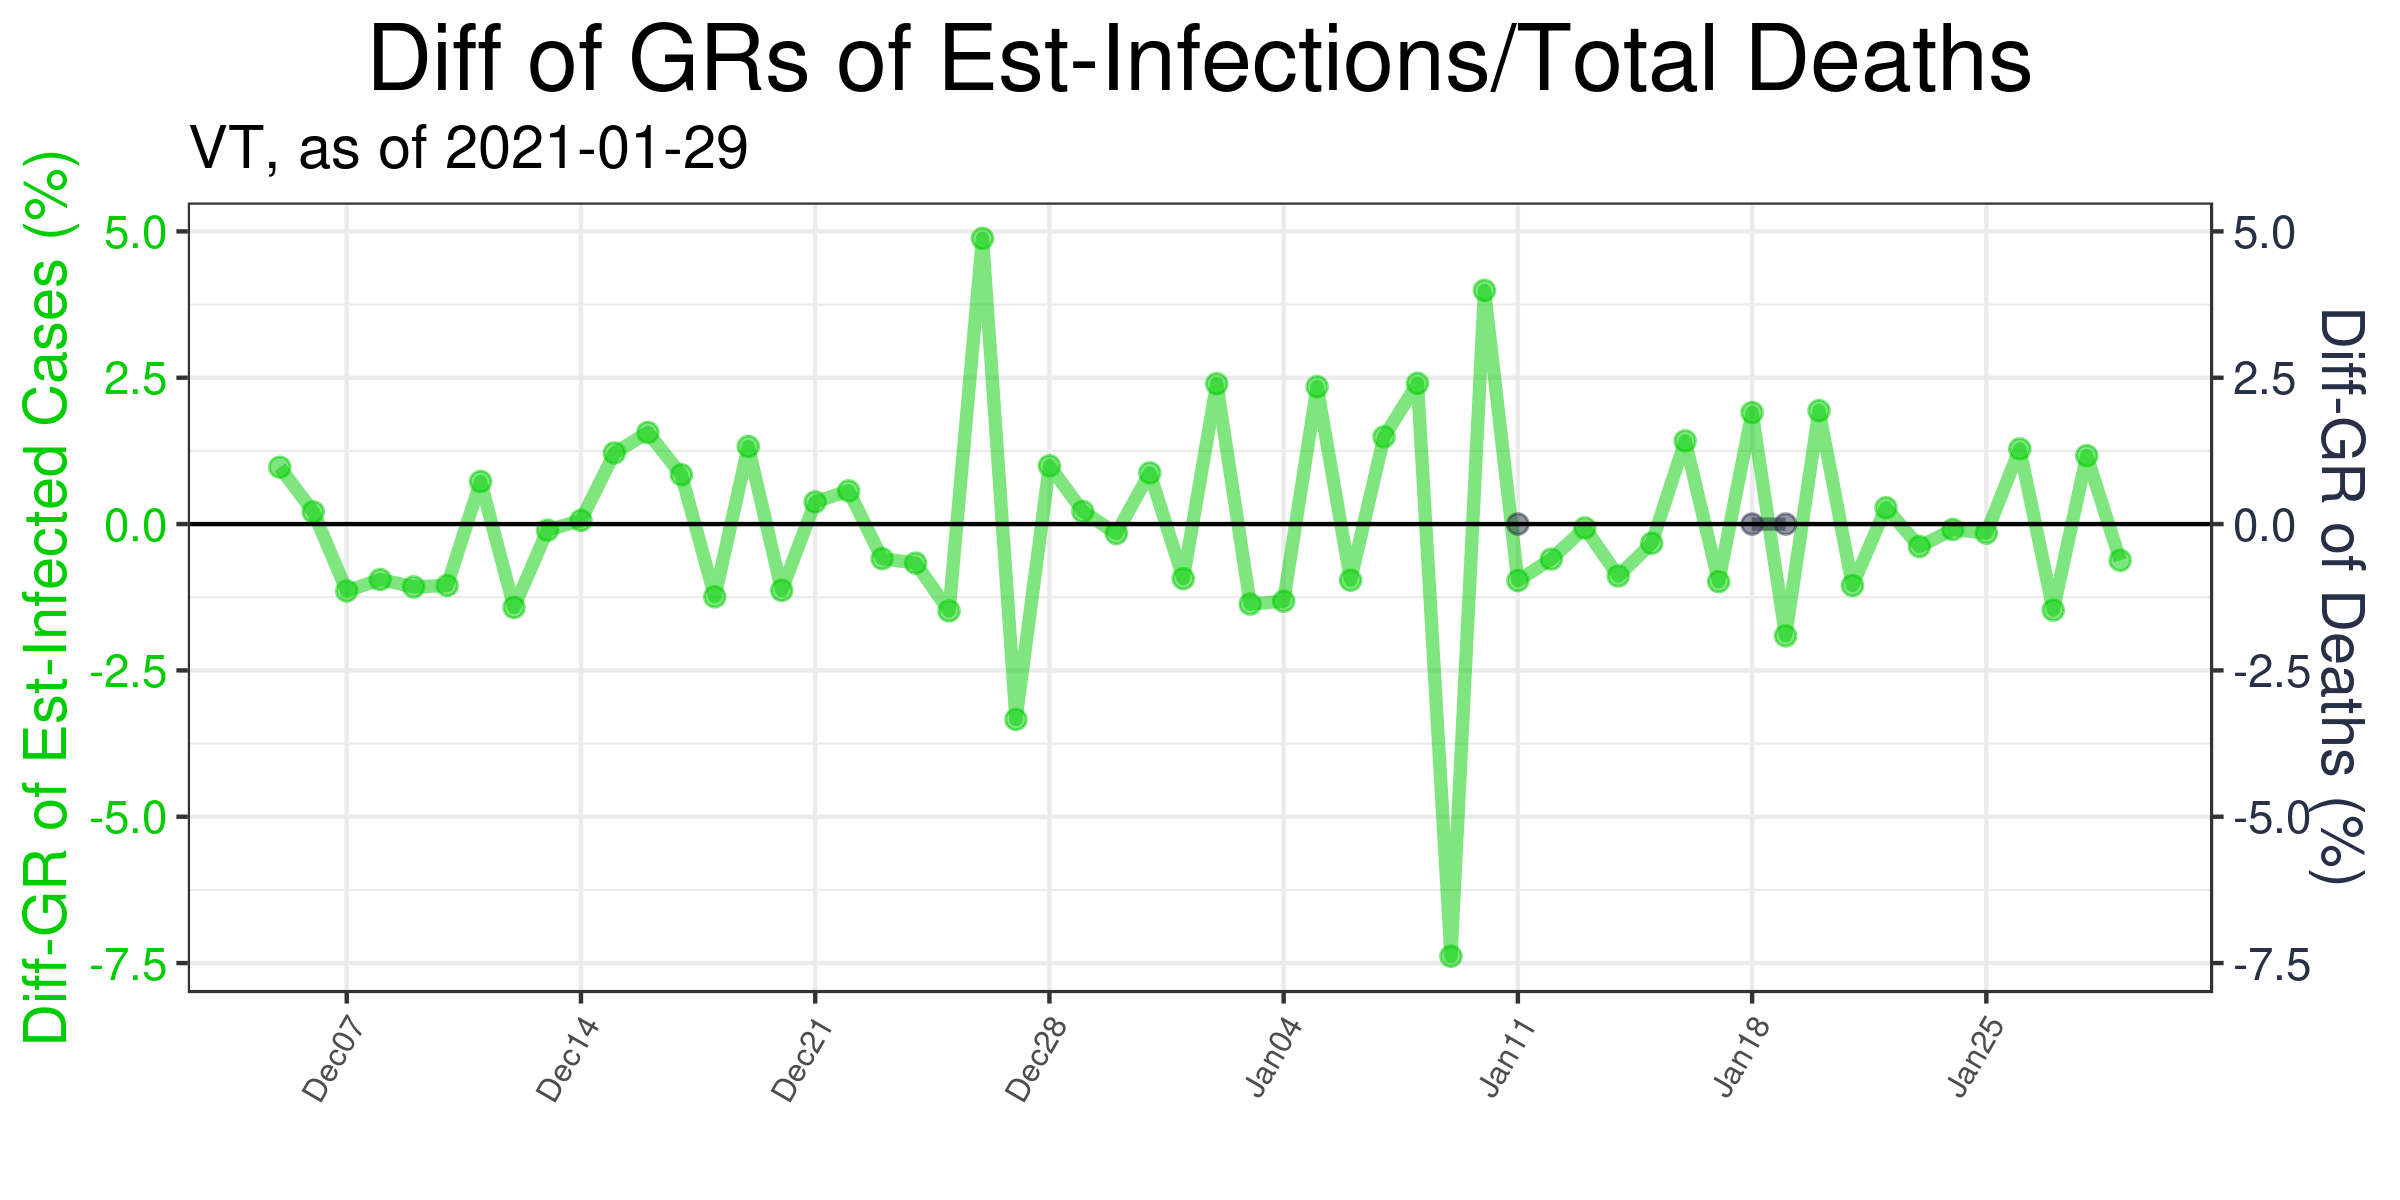 Diff of GRs of Est-Infections/Total Deaths
VT, as of 2021-01-29
Diff-GR of Est-Infected Cases (%)
5.0
2.5
0.0
-2.5
-5.0
-7.5
5.0
2.5
0.0
-2.5
-5.0
-7.5
Diff-GR of Deaths (%)
Dec07
Dec14
Dec21
Dec28
Jan04
Jan11
Jan18
Jan25